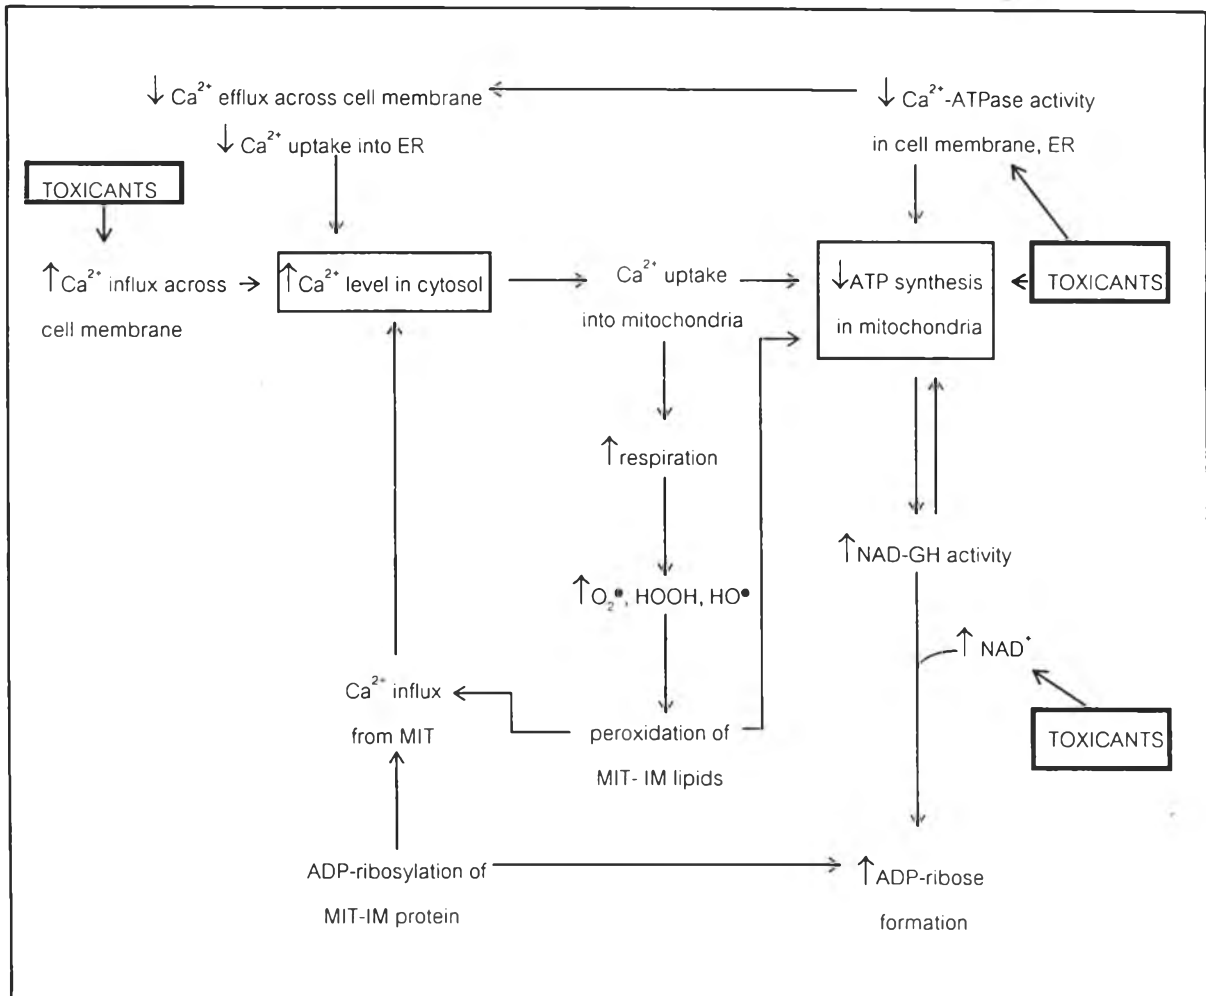 ↓ Ca²⁺ efflux across cell membrane
↓ Ca²⁺ uptake into ER
↓ Ca²⁺-ATPase activity
in cell membrane, ER
TOXICANTS
↑ Ca²⁺ influx across
cell membrane
↑ Ca²⁺ level in cytosol
Ca²⁺ uptake
into mitochondria
↓ ATP synthesis
in mitochondria
TOXICANTS
↑ respiration
↑ NAD-GH activity
↑ O₂•, HOOH, HO•
↑ NAD⁺
TOXICANTS
Ca²⁺ influx
from MIT
peroxidation of
MIT- IM lipids
ADP-ribosylation of
MIT-IM protein
↑ ADP-ribose
formation